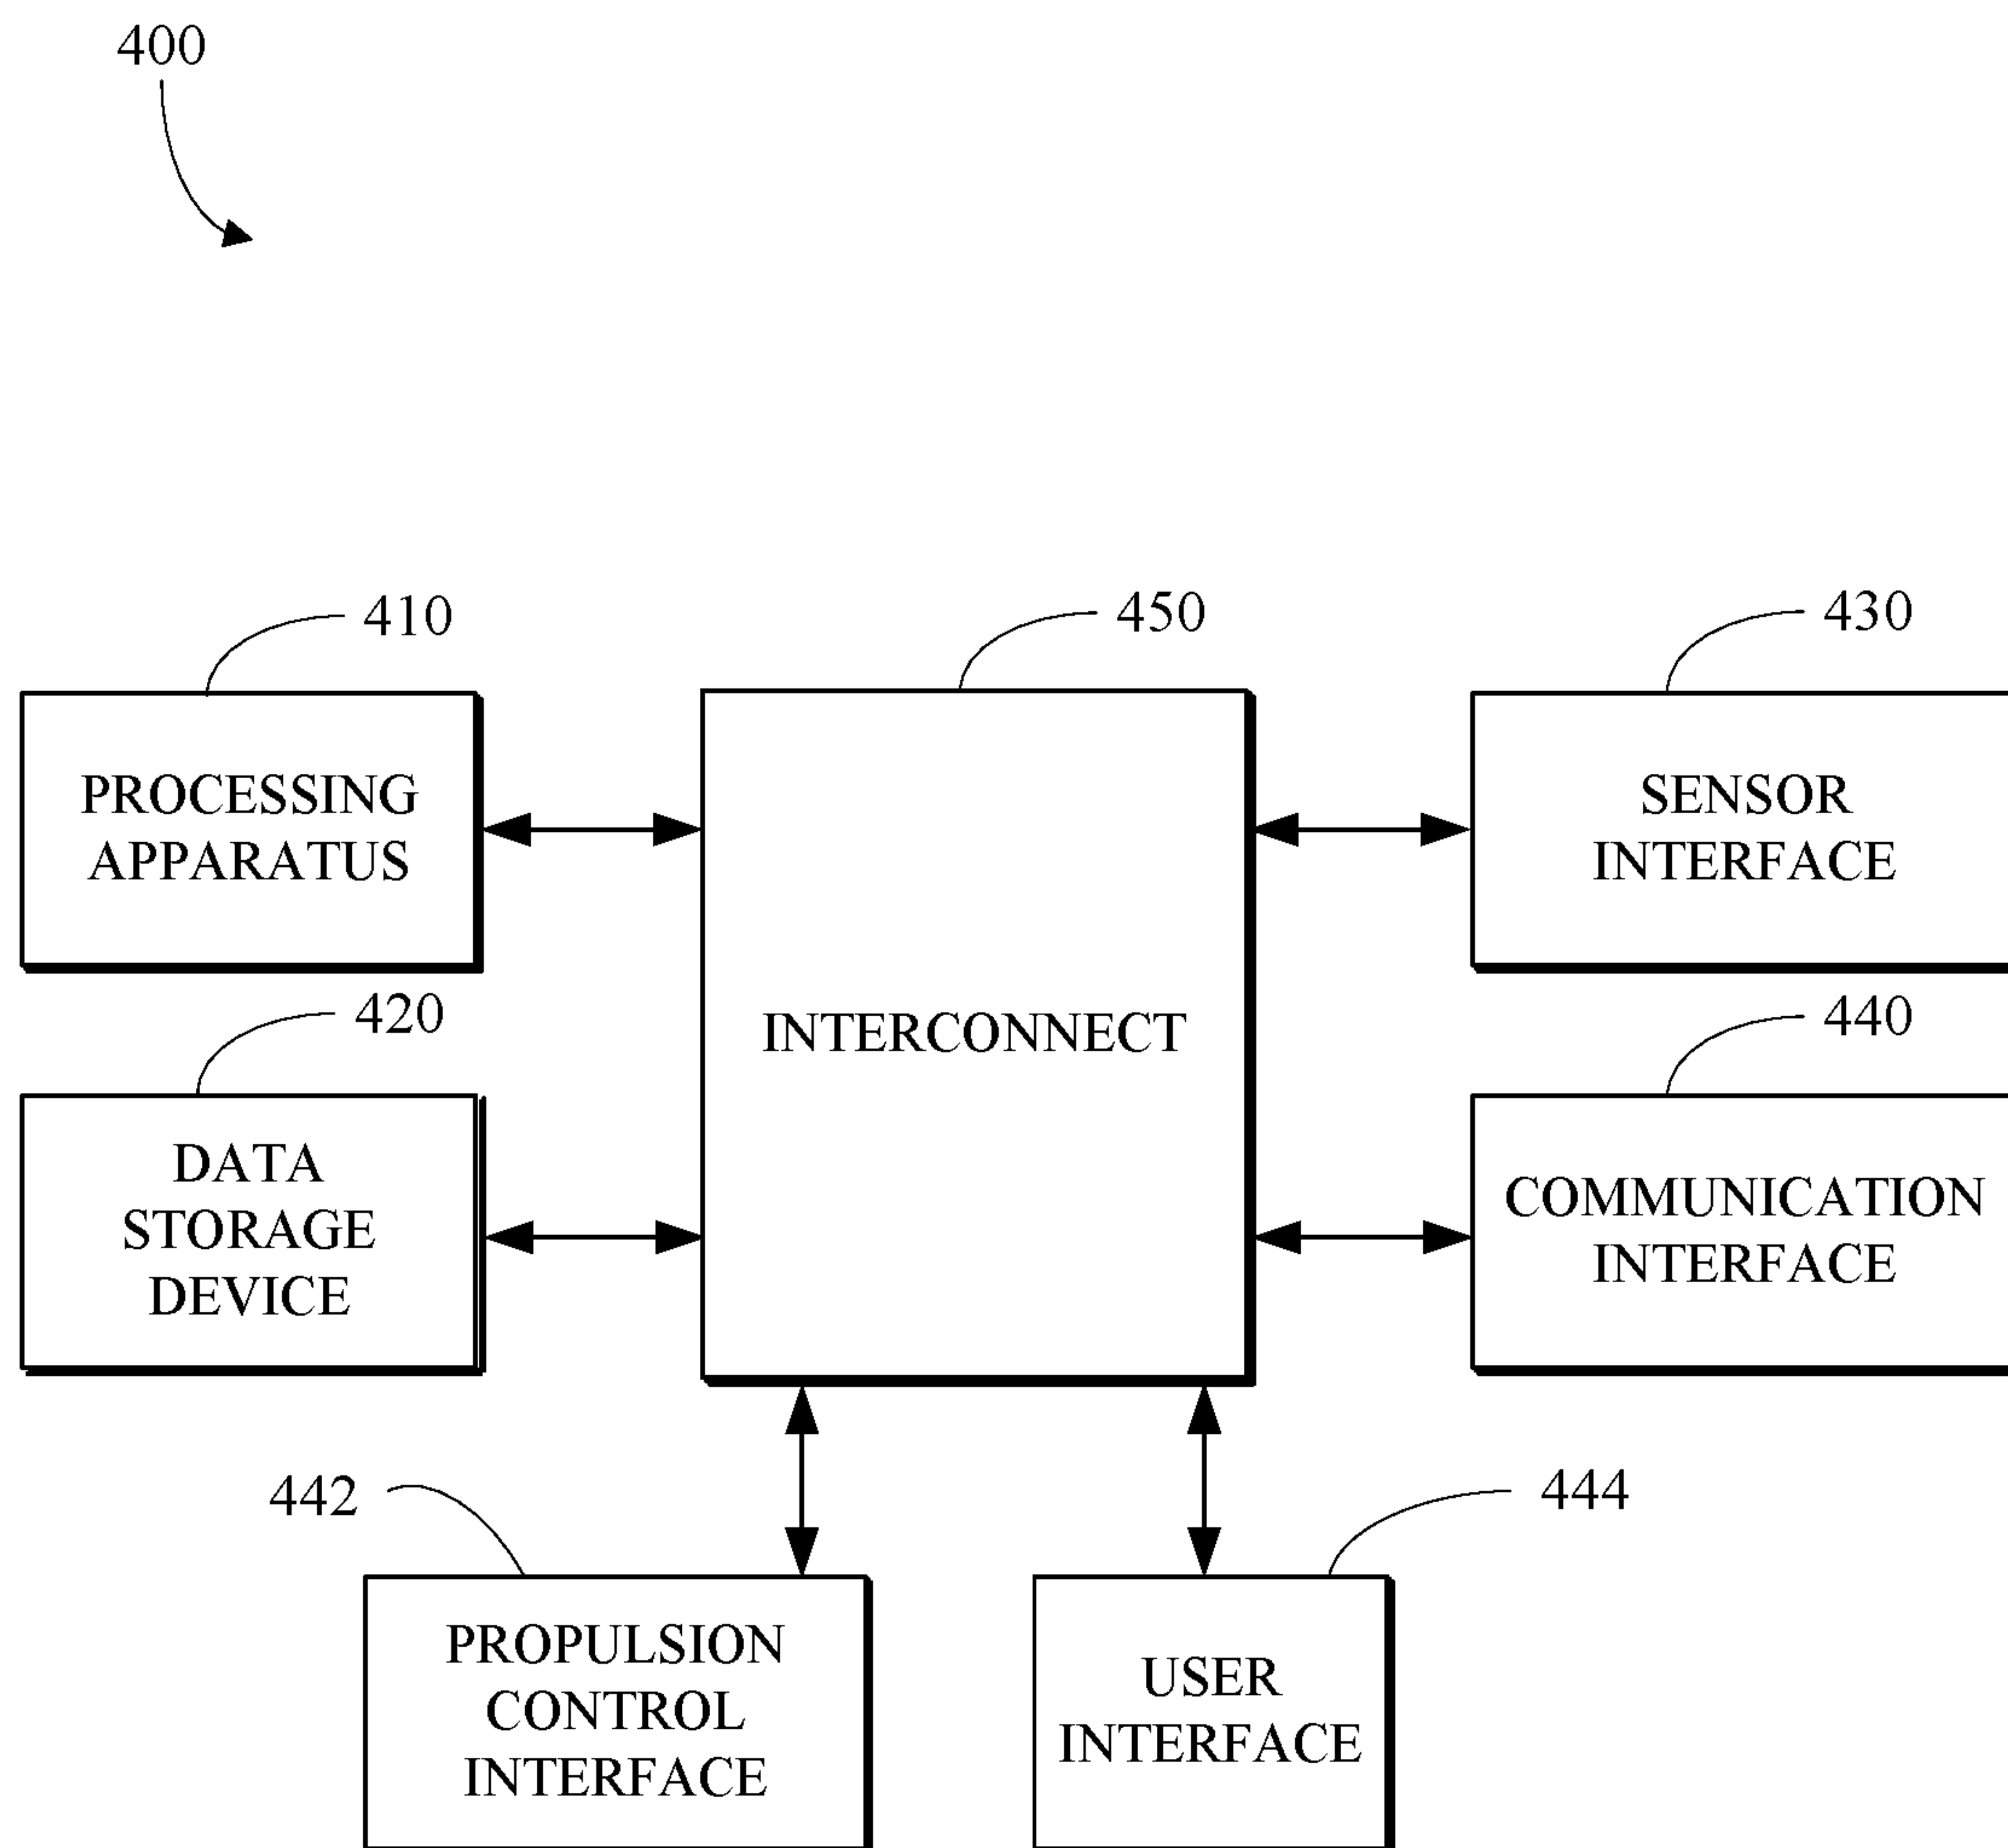 400
410
450
430
PROCESSING
APPARATUS
SENSOR
INTERFACE
INTERCONNECT
420
440
DATA
STORAGE
DEVICE
COMMUNICATION
INTERFACE
442
444
PROPULSION
CONTROL
INTERFACE
USER
INTERFACE